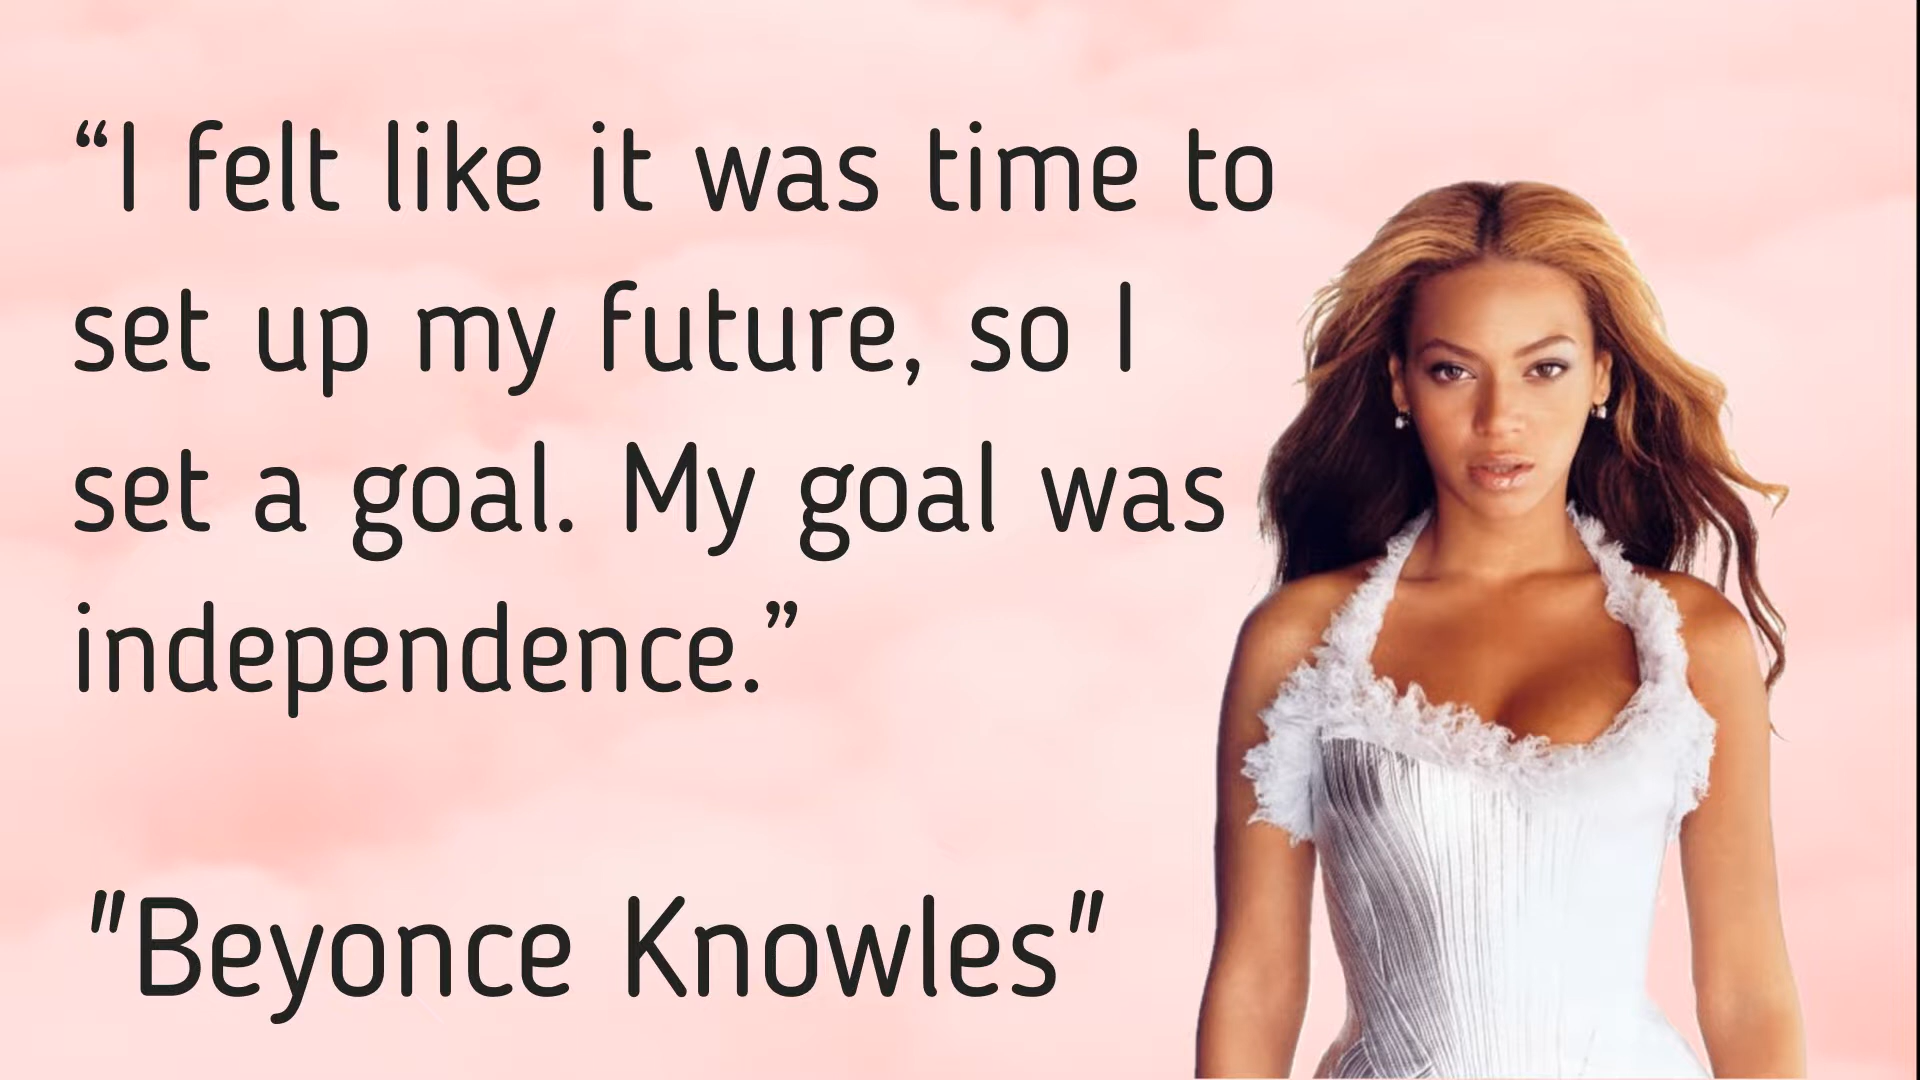 “I felt like it was time to
set up my future, so I
set a goal. My goal was
independence.”
"Beyonce Knowles"